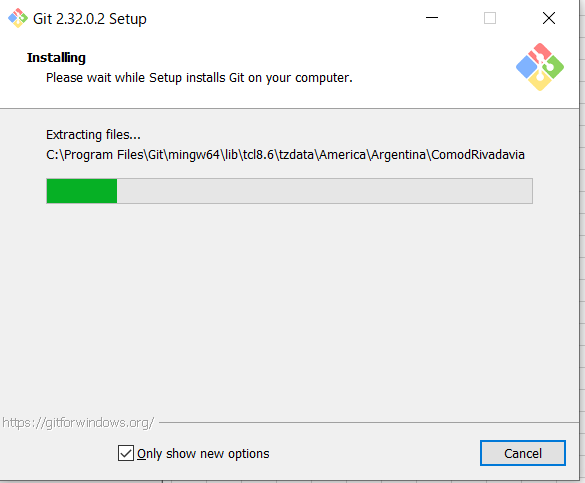 Git 2.32.0.2 Setup
Installing
Please wait while Setup installs Git on your computer.
Extracting files...
C:\Program Files\Git\mingw64\lib\tcl8.6\tzdata\America\Argentina\ComodRivadavia
https://gitforwindows.org/
Only show new options
Cancel